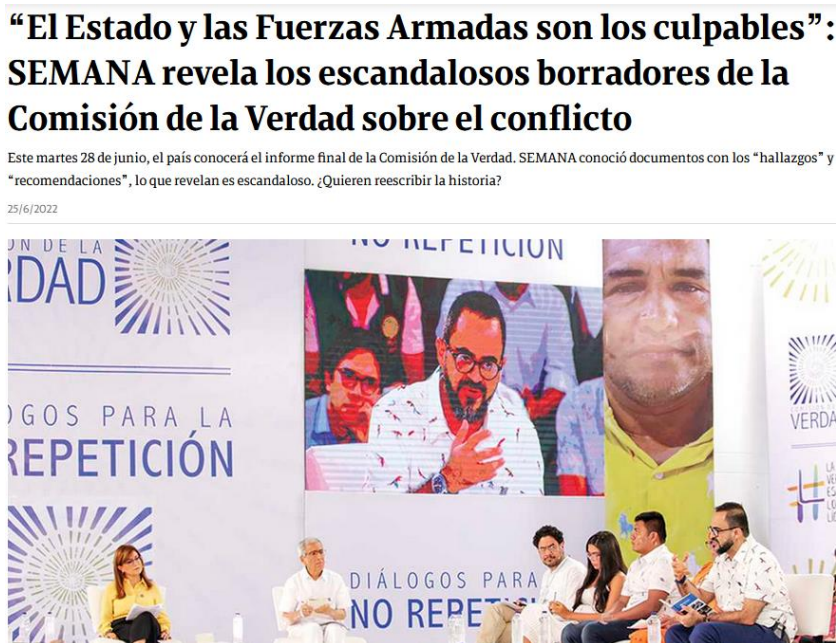 “El Estado y las Fuerzas Armadas son los culpables”:
SEMANA revela los escandalosos borradores de la
Comisión de la Verdad sobre el conflicto
Este martes 28 de junio, el país conocerá el informe final de la Comisión de la Verdad. SEMANA conoció documentos con los “hallazgos” y
“recomendaciones”, lo que revelan es escandaloso. ¿Quieren reescribir la historia?
25/6/2022
ÓN DE LA
RDAD
NO REPETICIÓN
OGOS PARA LA
REPETICIÓN
VERDA
DIÁLOGOS PARA
NO REPET